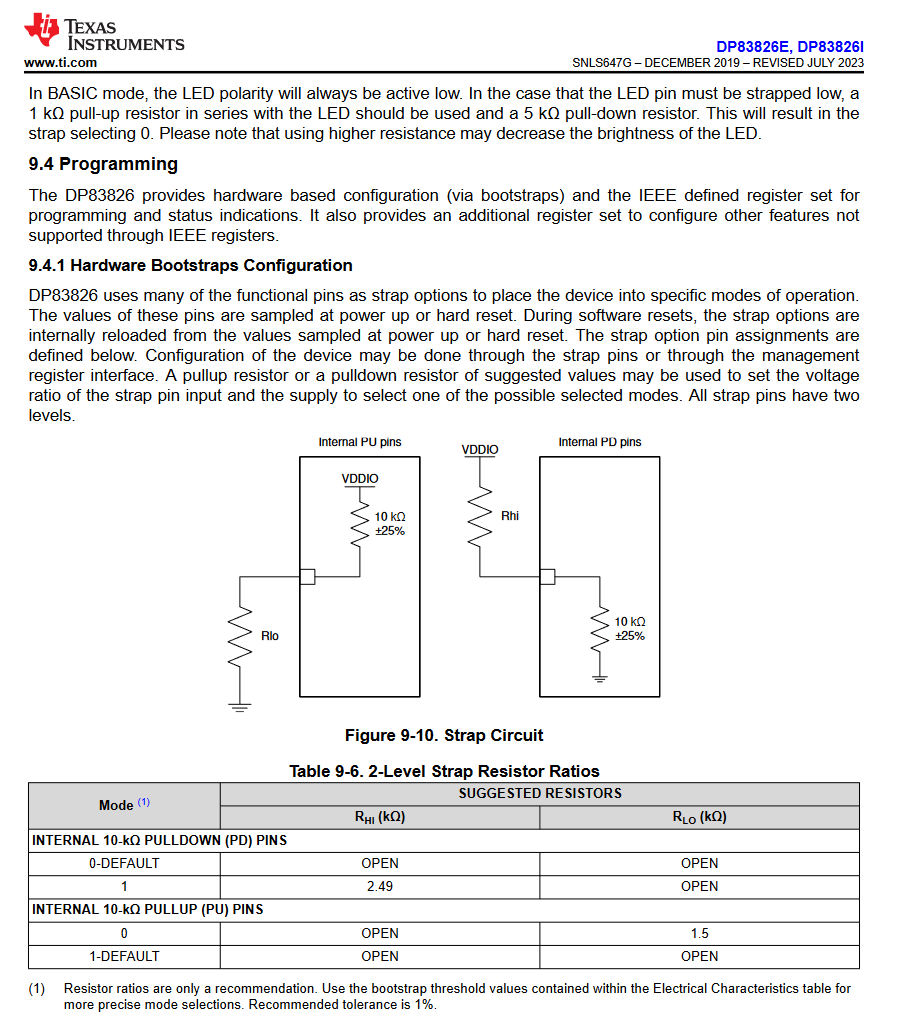 TEXAS
INSTRUMENTS
www.ti.com
DP83826E, DP83826I
SNLS647G – DECEMBER 2019 – REVISED JULY 2023
In BASIC mode, the LED polarity will always be active low. In the case that the LED pin must be strapped low, a
1 kΩ pull-up resistor in series with the LED should be used and a 5 kΩ pull-down resistor. This will result in the
strap selecting 0. Please note that using higher resistance may decrease the brightness of the LED.
9.4 Programming
The DP83826 provides hardware based configuration (via bootstraps) and the IEEE defined register set for
programming and status indications. It also provides an additional register set to configure other features not
supported through IEEE registers.
9.4.1 Hardware Bootstraps Configuration
DP83826 uses many of the functional pins as strap options to place the device into specific modes of operation.
The values of these pins are sampled at power up or hard reset. During software resets, the strap options are
internally reloaded from the values sampled at power up or hard reset. The strap option pin assignments are
defined below. Configuration of the device may be done through the strap pins or through the management
register interface. A pullup resistor or a pulldown resistor of suggested values may be used to set the voltage
ratio of the strap pin input and the supply to select one of the possible selected modes. All strap pins have two
levels.
Internal PU pins
VDDIO
10 kΩ
±25%
Rlo
VDDIO
Rhi
Internal PD pins
10 kΩ
±25%
Figure 9-10. Strap Circuit
Table 9-6. 2-Level Strap Resistor Ratios
Mode (1) SUGGESTED RESISTORS
RHI (kΩ) RLO (kΩ)
INTERNAL 10-kΩ PULLDOWN (PD) PINS
0-DEFAULT OPEN OPEN
1 2.49 OPEN
INTERNAL 10-kΩ PULLUP (PU) PINS
0 OPEN 1.5
1-DEFAULT OPEN OPEN
(1) Resistor ratios are only a recommendation. Use the bootstrap threshold values contained within the Electrical Characteristics table for
more precise mode selections. Recommended tolerance is 1%.